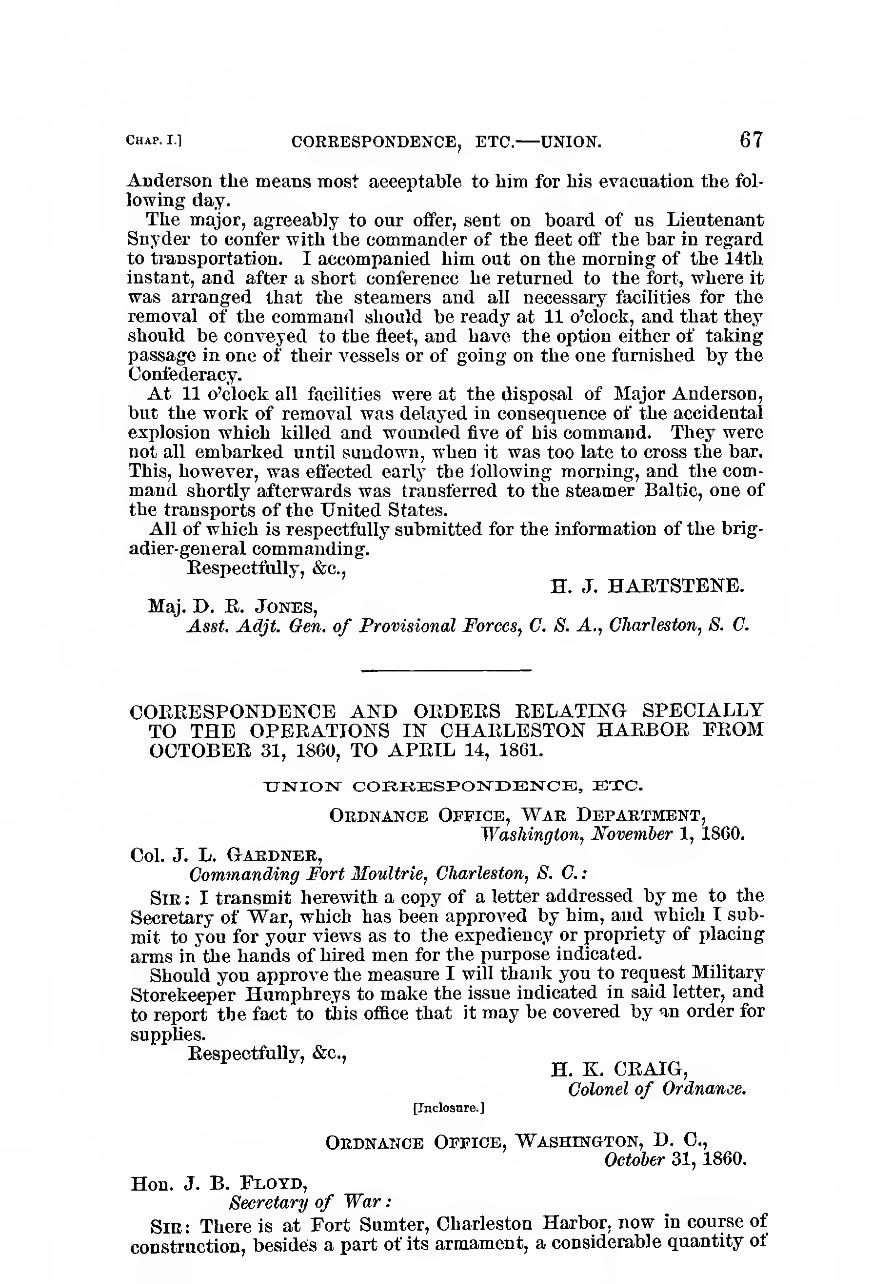 CHAP. I.] CORRESPONDENCE, ETC.—UNION. 67
Anderson the means most acceptable to him for his evacuation the fol-
lowing day.
The major, agreeably to our offer, sent on board of us Lieutenant
Snyder to confer with the commander of the fleet off the bar in regard
to transportation. I accompanied him out on the morning of the 14th
instant, and after a short conference he returned to the fort, where it
was arranged that the steamers and all necessary facilities for the
removal of the command should be ready at 11 o'clock, and that they
should be conveyed to the fleet, and have the option either of taking
passage in one of their vessels or of going on the one furnished by the
Confederacy.
At 11 o'clock all facilities were at the disposal of Major Anderson,
but the work of removal was delayed in consequence of the accidental
explosion which killed and wounded five of his command. They were
not all embarked until sundown, when it was too late to cross the bar.
This, however, was effected early the following morning, and the com-
mand shortly afterwards was transferred to the steamer Baltic, one of
the transports of the United States.
All of which is respectfully submitted for the information of the brig-
adier-general commanding.
Respectfully, &c.,
H. J. HARTSTENE.
Maj. D. R. JONES,
Asst. Adjt. Gen. of Provisional Forces, C. S. A., Charleston, S. C.
CORRESPONDENCE AND ORDERS RELATING SPECIALLY
TO THE OPERATIONS IN CHARLESTON HARBOR FROM
OCTOBER 31, 1860, TO APRIL 14, 1861.
UNION CORRESPONDENCE, ETC.
ORDNANCE OFFICE, WAR DEPARTMENT,
Washington, November 1, 1860.
Col. J. L. GARDNER,
Commanding Fort Moultrie, Charleston, S. C.:
SIR: I transmit herewith a copy of a letter addressed by me to the
Secretary of War, which has been approved by him, and which I sub-
mit to you for your views as to the expediency or propriety of placing
arms in the hands of hired men for the purpose indicated.
Should you approve the measure I will thank you to request Military
Storekeeper Humphreys to make the issue indicated in said letter, and
to report the fact to this office that it may be covered by an order for
supplies.
Respectfully, &c.,
H. K. CRAIG,
Colonel of Ordnance.
[Inclosure.]
ORDNANCE OFFICE, WASHINGTON, D. C.,
October 31, 1860.
Hon. J. B. FLOYD,
Secretary of War:
SIR: There is at Fort Sumter, Charleston Harbor, now in course of
construction, besides a part of its armament, a considerable quantity of